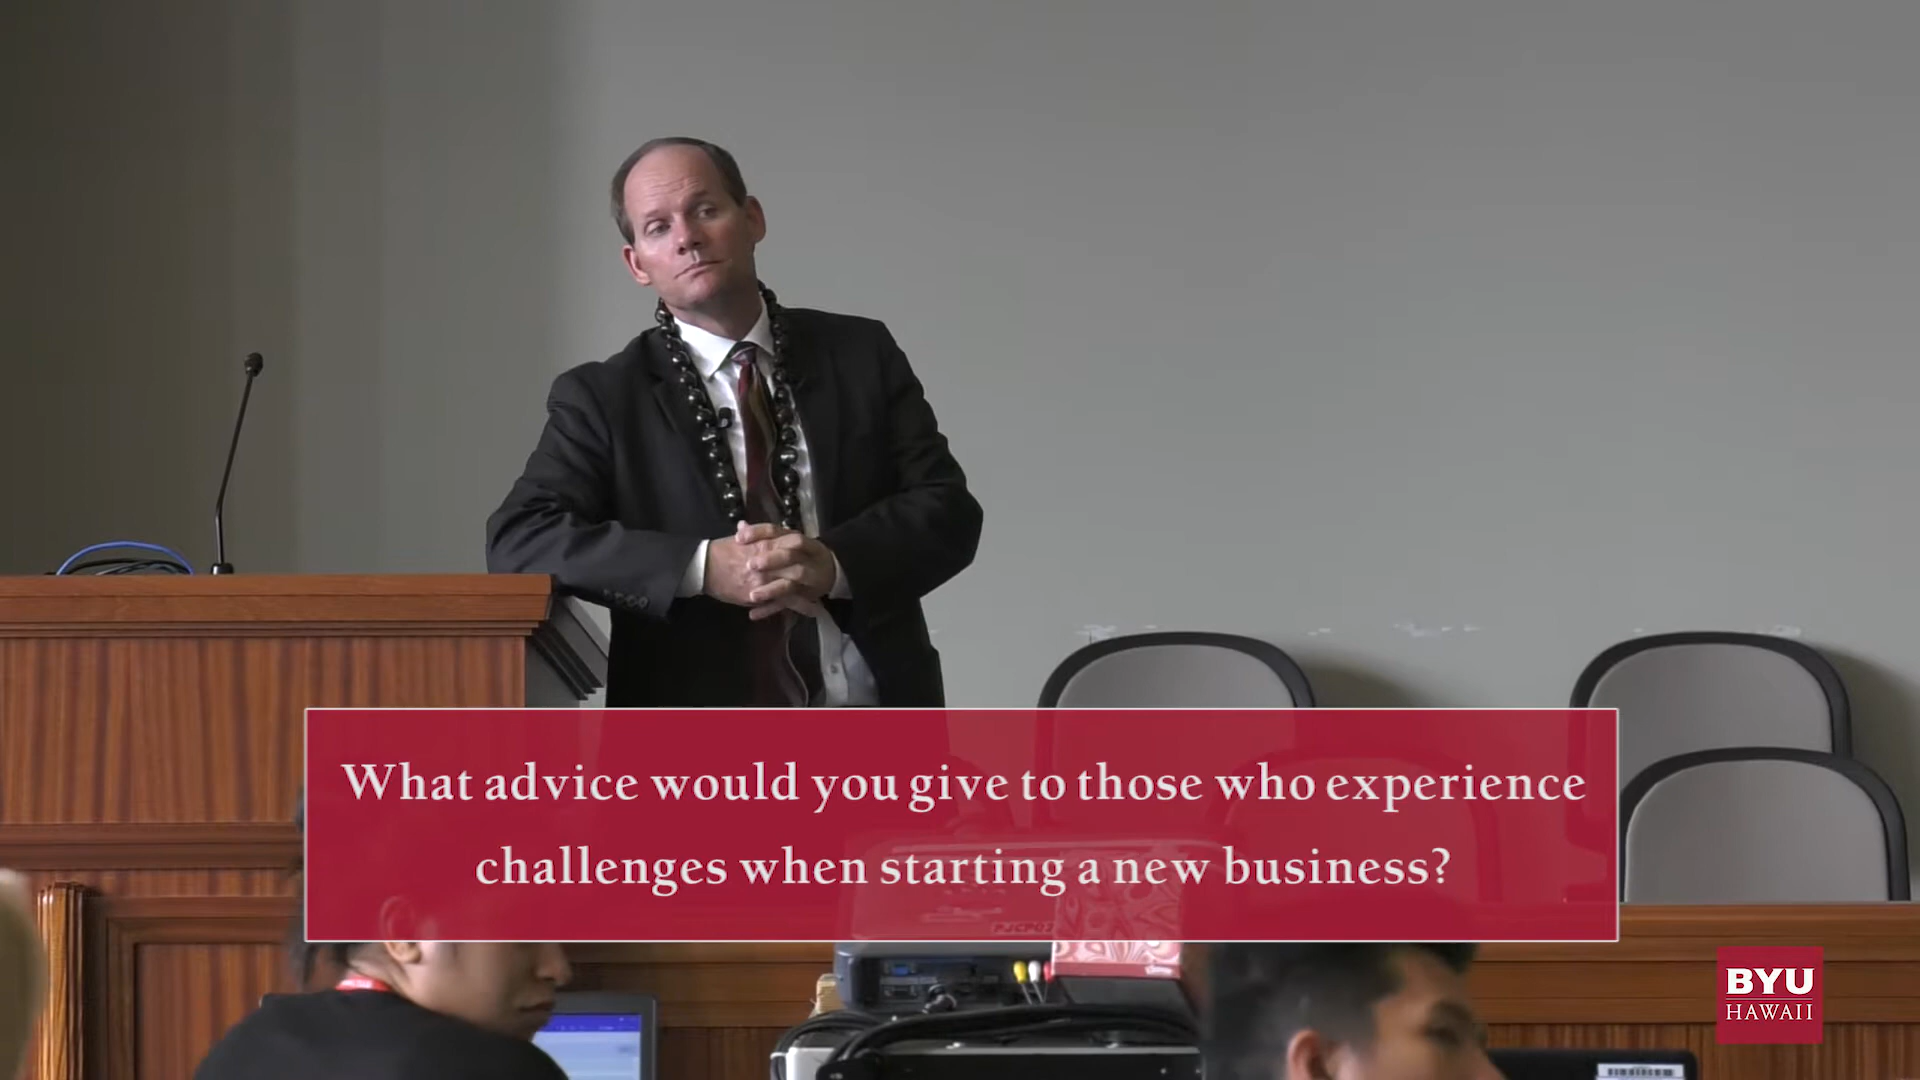 What advice would you give to those who experience
challenges when starting a new business?
BYU
HAWAII